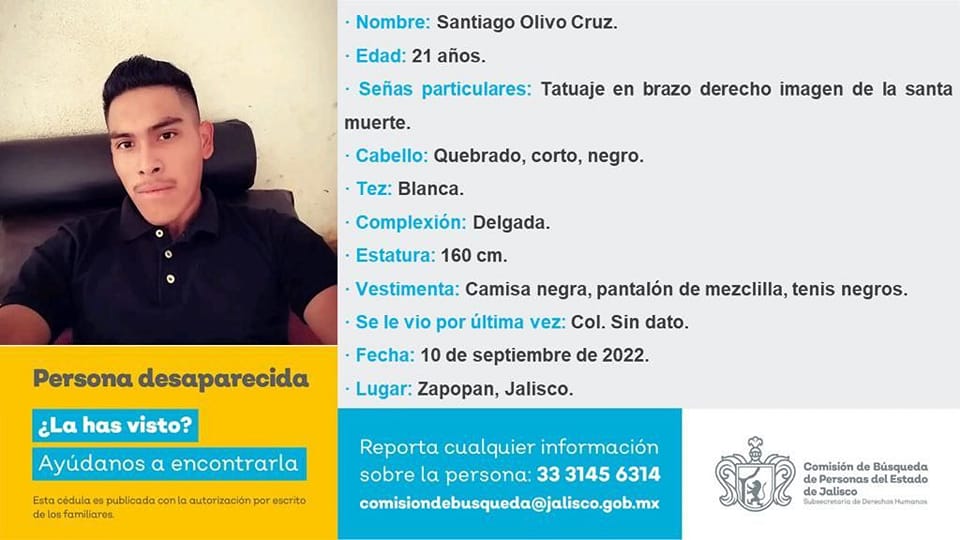 · Nombre: Santiago Olivo Cruz.
· Edad: 21 años.
· Señas particulares: Tatuaje en brazo derecho imagen de la santa
muerte.
· Cabello: Quebrado, corto, negro.
· Tez: Blanca.
· Complexión: Delgada.
· Estatura: 160 cm.
· Vestimenta: Camisa negra, pantalón de mezclilla, tenis negros.
· Se le vio por última vez: Col. Sin dato.
· Fecha: 10 de septiembre de 2022.
· Lugar: Zapopan, Jalisco.
Persona desaparecida
¿La has visto?
Ayúdanos a encontrarla
Esta cédula es publicada con la autorización por escrito
de los familiares.
Reporta cualquier información
sobre la persona: 33 3145 6314
comisiondebusqueda@jalisco.gob.mx
Comisión de Búsqueda
de Personas del Estado
de Jalisco
Subsecretaría de Derechos Humanos